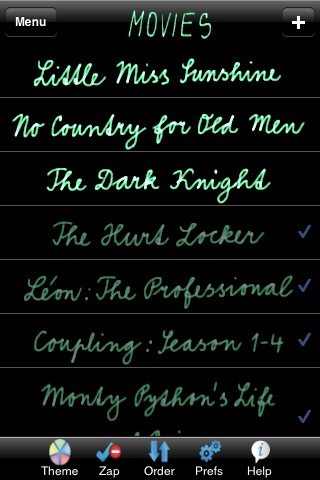 Menu
MOVIES
+
Little Miss Sunshine
No Country for Old Men
The Dark Knight
The Hurt Locker
Léon: The Professional
Coupling: Season 1-4
Monty Python's Life
Theme Zap Order Prefs Help